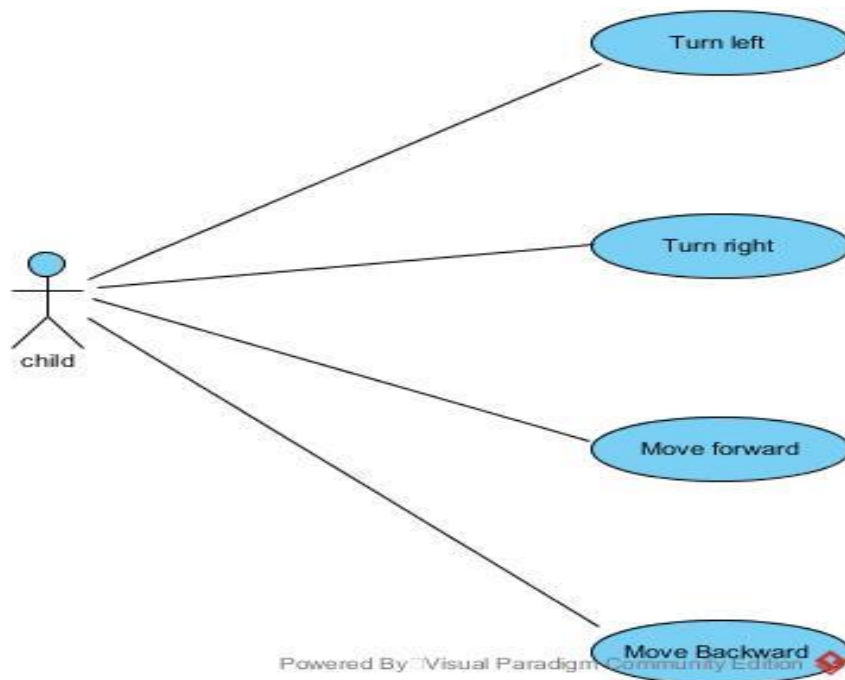 Turn left
Turn right
child
Move forward
Move Backward
Powered By Visual Paradigm Community Edition